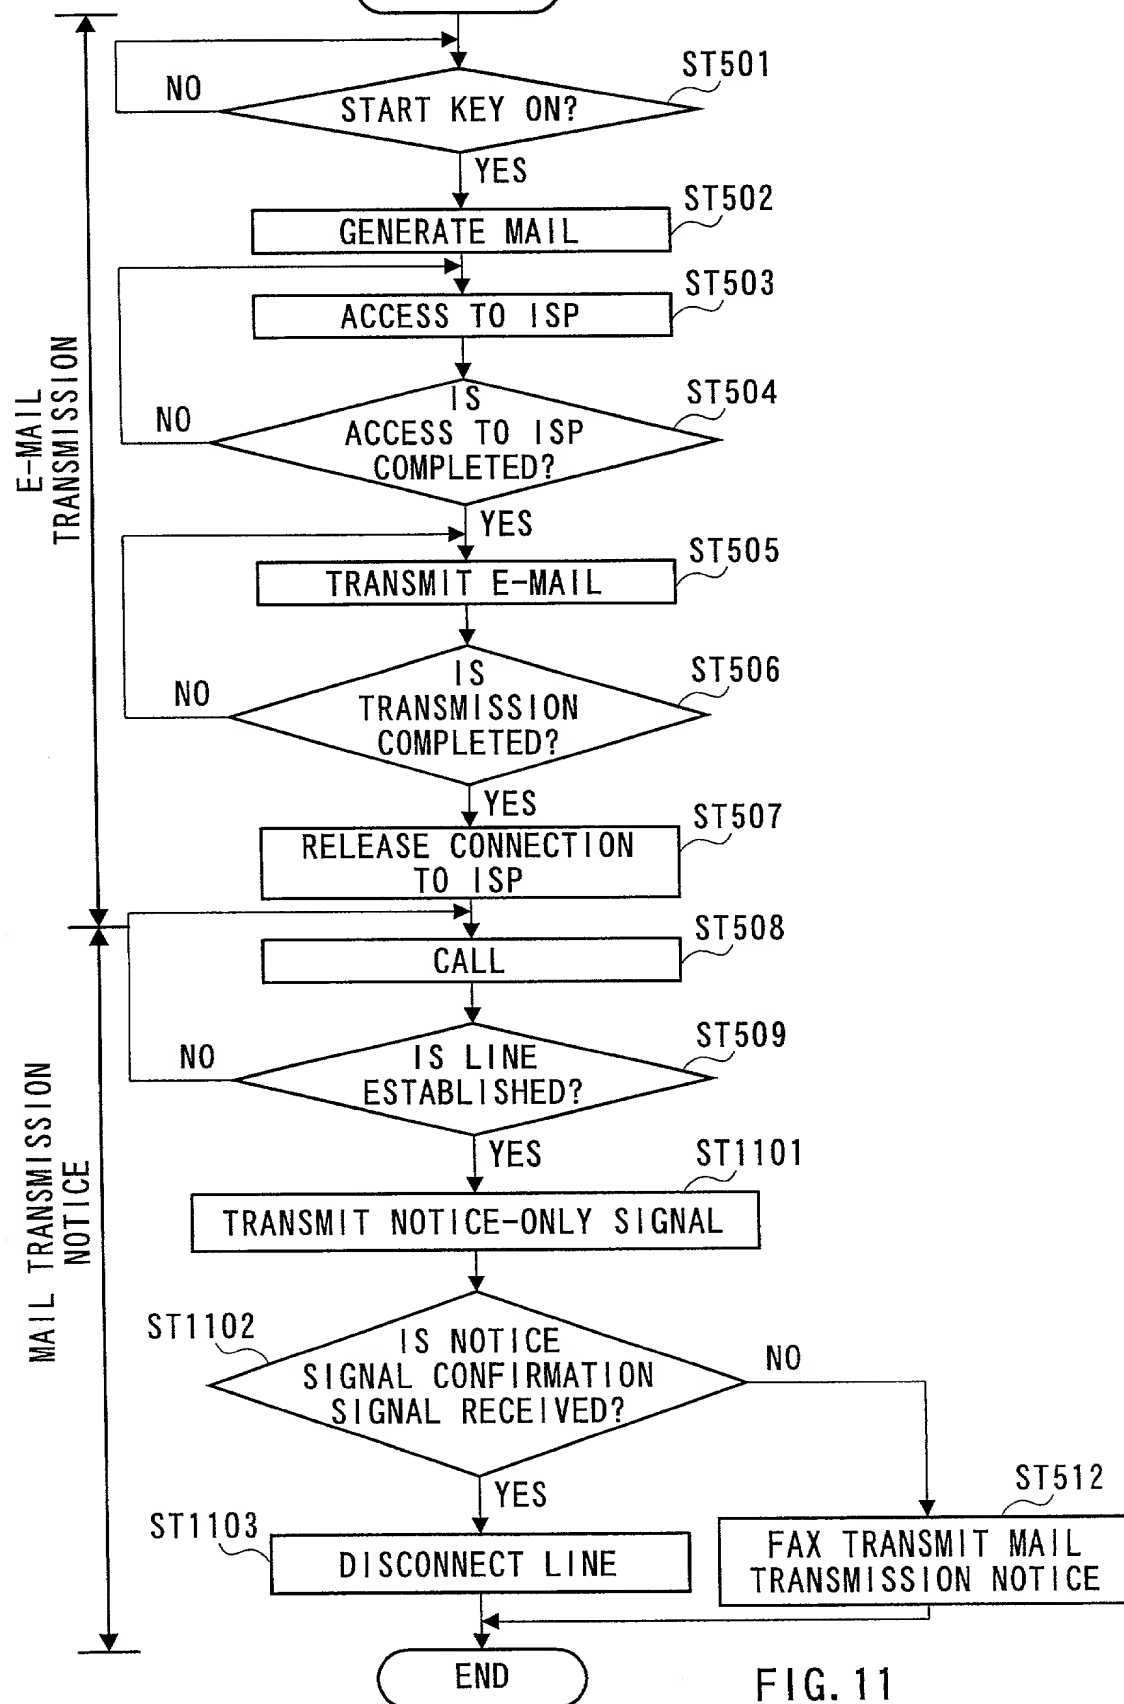 ST501
NO
START KEY ON?
YES
ST502
GENERATE MAIL
ST503
ACCESS TO ISP
ST504
NO
IS
ACCESS TO ISP
COMPLETED?
YES
E-MAIL
TRANSMISSION
ST505
TRANSMIT E-MAIL
ST506
NO
IS
TRANSMISSION
COMPLETED?
YES
ST507
RELEASE CONNECTION
TO ISP
ST508
CALL
ST509
NO
IS LINE
ESTABLISHED?
YES
MAIL TRANSMISSION
NOTICE
ST1101
TRANSMIT NOTICE-ONLY SIGNAL
ST1102
IS NOTICE
SIGNAL CONFIRMATION
SIGNAL RECEIVED?
NO
YES
ST512
FAX TRANSMIT MAIL
TRANSMISSION NOTICE
ST1103
DISCONNECT LINE
END
FIG. 11